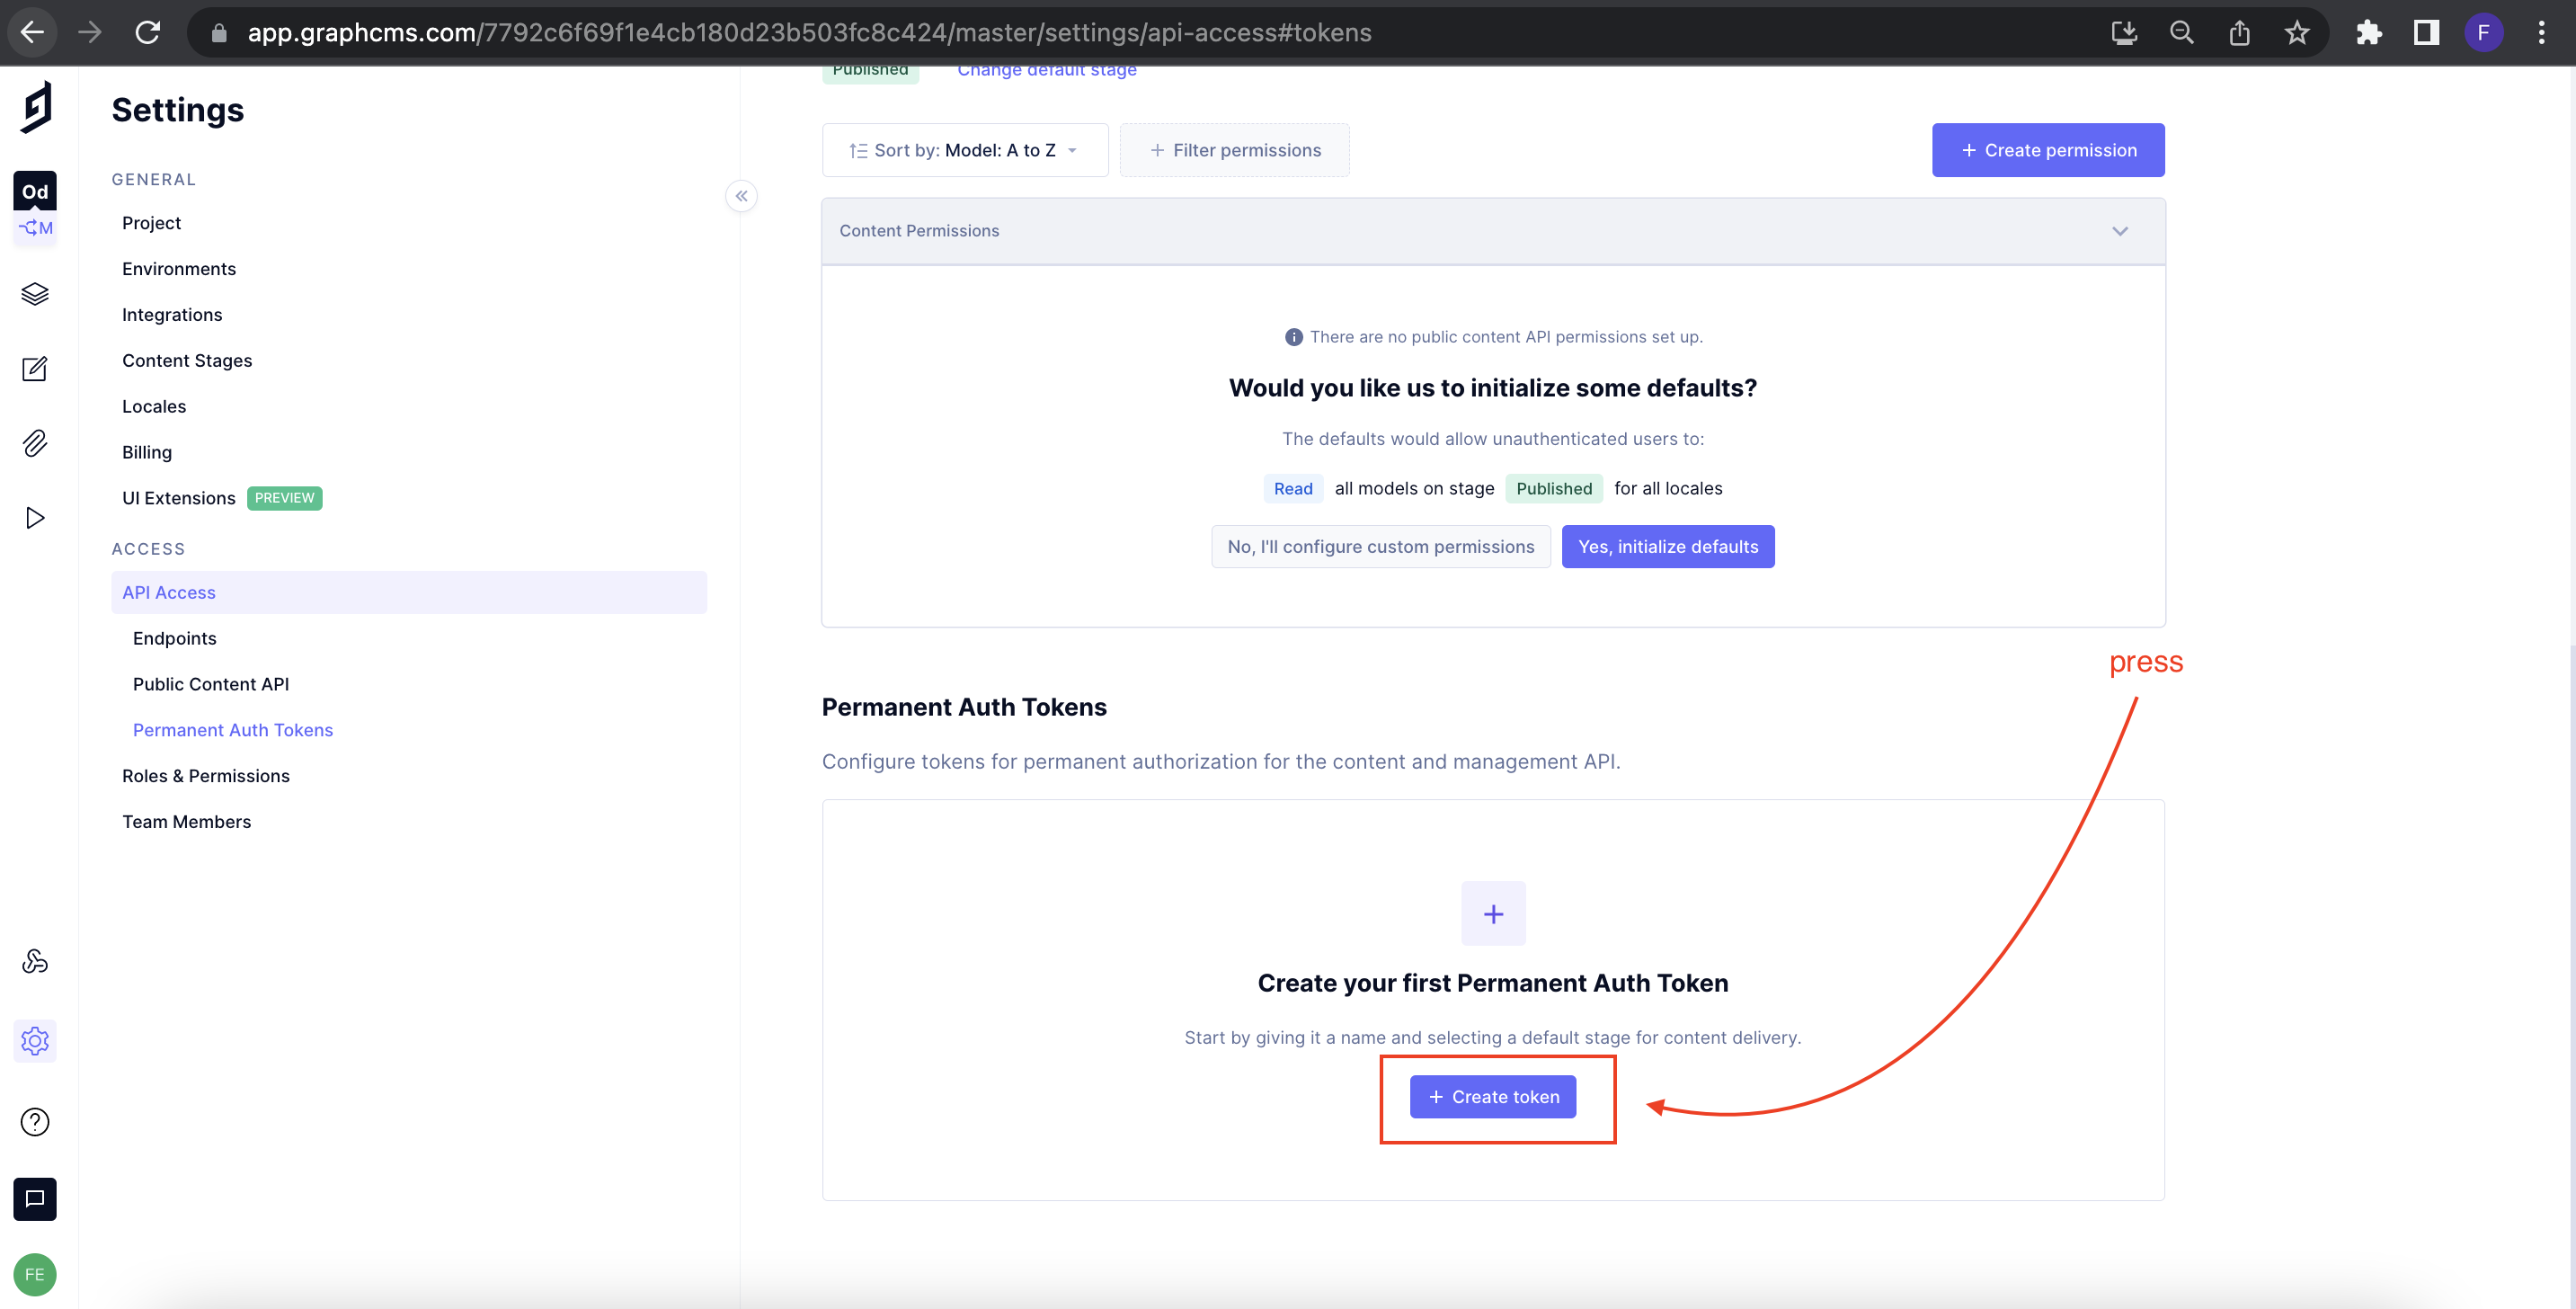 app.graphcms.com/7792c6f69f1e4cb180d23b503fc8c424/master/settings/api-access#tokens
F
Published
Change default stage
Settings
Od
M
GENERAL
Project
Environments
Integrations
Content Stages
Locales
Billing
UI Extensions PREVIEW
ACCESS
API Access
Endpoints
Public Content API
Permanent Auth Tokens
Roles & Permissions
Team Members
FE
Sort by: Model: A to Z
+ Filter permissions
+ Create permission
Content Permissions
There are no public content API permissions set up.
Would you like us to initialize some defaults?
The defaults would allow unauthenticated users to:
Read all models on stage Published for all locales
No, I'll configure custom permissions
Yes, initialize defaults
press
Permanent Auth Tokens
Configure tokens for permanent authorization for the content and management API.
+
Create your first Permanent Auth Token
Start by giving it a name and selecting a default stage for content delivery.
+ Create token